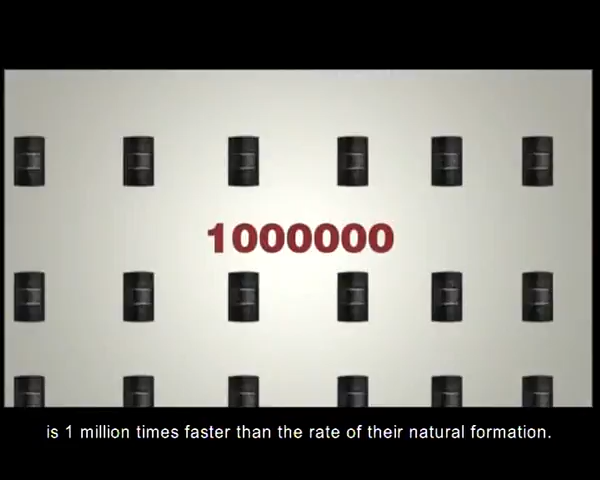 1000000
is 1 million times faster than the rate of their natural formation.